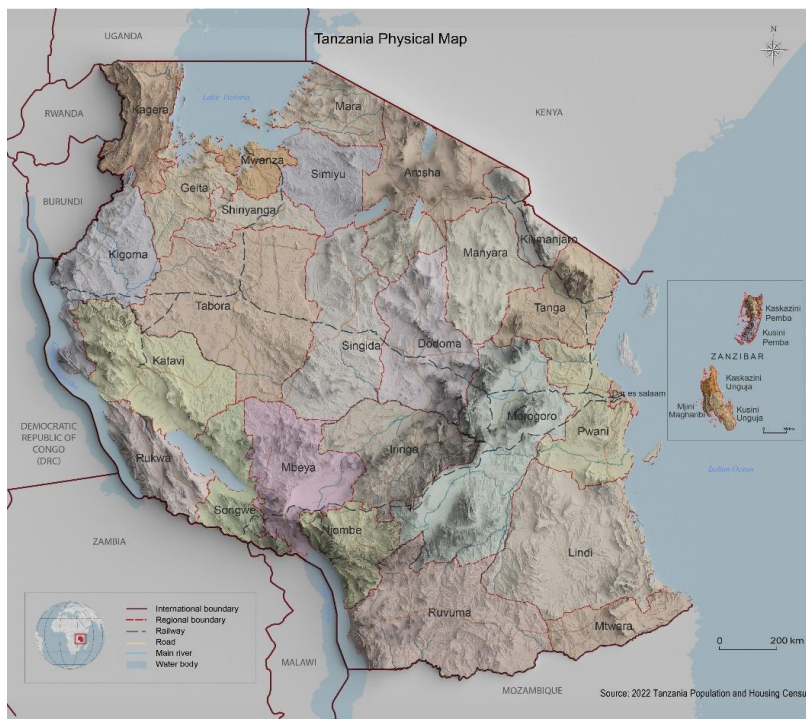 Tanzania Physical Map
N
UGANDA
RWANDA
BURUNDI
KENYA
DEMOCRATIC
REPUBLIC OF
CONGO
(DRC)
ZAMBIA
MALAWI
MOZAMBIQUE
Lake Victoria
Indian Ocean
Kagera
Mara
Mwanza
Geita
Simiyu
Arusha
Shinyanga
Kigoma
Kilimanjaro
Manyara
Tabora
Tanga
Singida
Dodoma
Katavi
Dar es salaam
Morogoro
Pwani
Iringa
Rukwa
Mbeya
Songwe
Njombe
Lindi
Ruvuma
Mtwara
Kaskazini
Pemba
Kusini
Pemba
ZANZIBAR
Kaskazini
Unguja
Mjini
Magharibi
Kusini
Unguja
International boundary
Regional boundary
Railway
Road
Main river
Water body
0 200 km
Source: 2022 Tanzania Population and Housing Censu